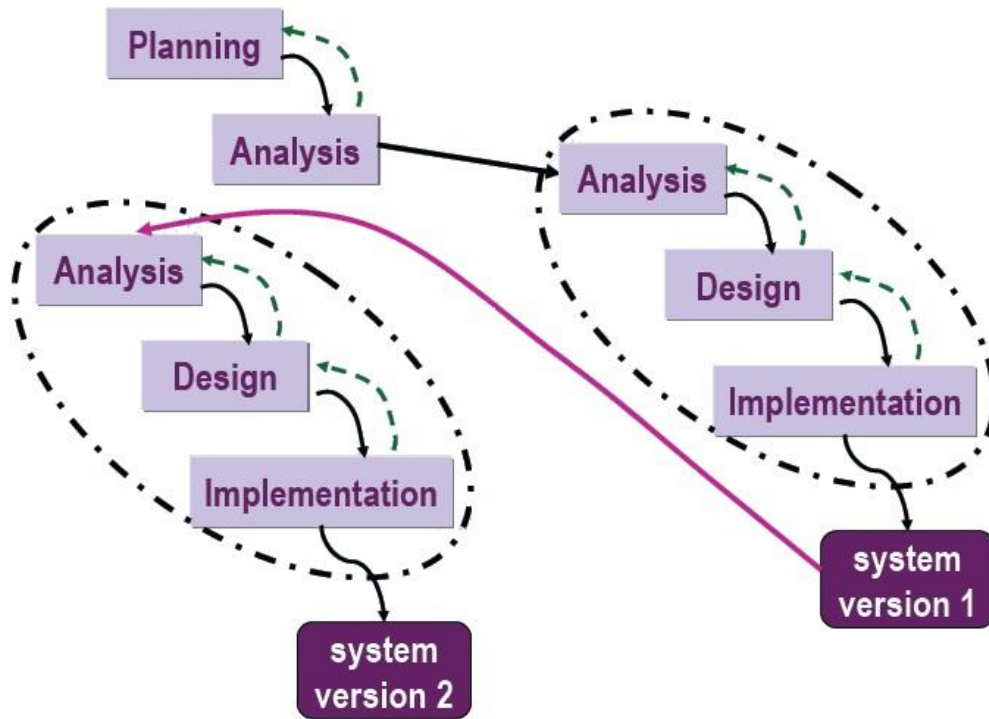 Planning
Analysis
Analysis
Design
Implementation
system
version 1
Analysis
Design
Implementation
system
version 2